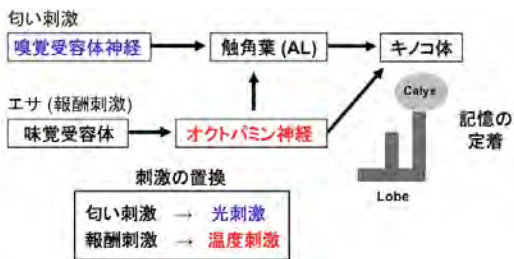 匂い刺激
嗅覚受容体神経 触角葉 (AL) キノコ体
エサ (報酬刺激)
味覚受容体 オクトパミン神経
Calyx
記憶の
定着
Lobe
刺激の置換
匂い刺激 → 光刺激
報酬刺激 → 温度刺激